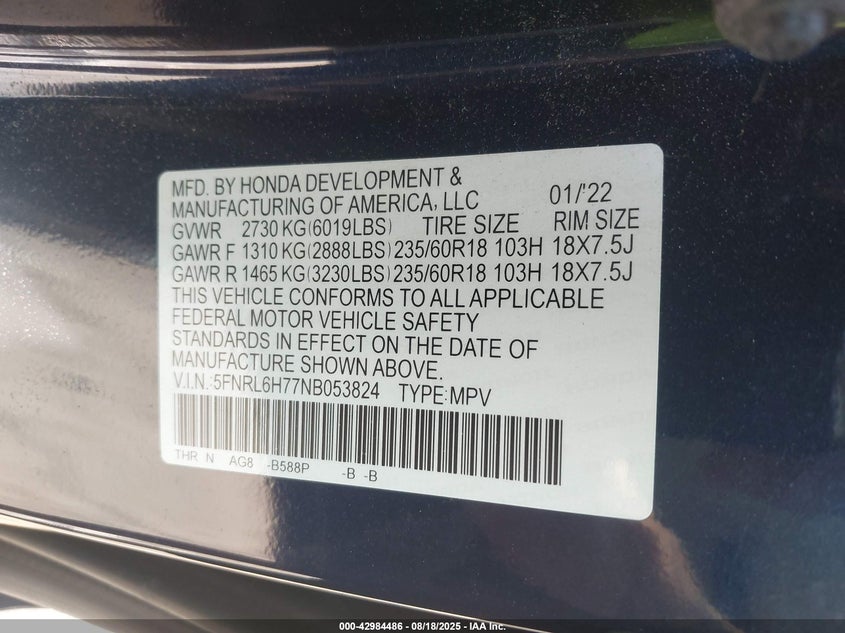 MFD. BY HONDA DEVELOPMENT &
MANUFACTURING OF AMERICA, LLC 01/'22
GVWR 2730 KG(6019LBS) TIRE SIZE RIM SIZE
GAWR F 1310 KG(2888LBS) 235/60R18 103H 18X7.5J
GAWR R 1465 KG(3230LBS) 235/60R18 103H 18X7.5J
THIS VEHICLE CONFORMS TO ALL APPLICABLE
FEDERAL MOTOR VEHICLE SAFETY
STANDARDS IN EFFECT ON THE DATE OF
MANUFACTURE SHOWN ABOVE.
V.I.N.:5FNRL6H77NB053824 TYPE:MPV
THR N AG8 -B588P -B -B
000-42984486 - 08/18/2025 - IAA Inc.